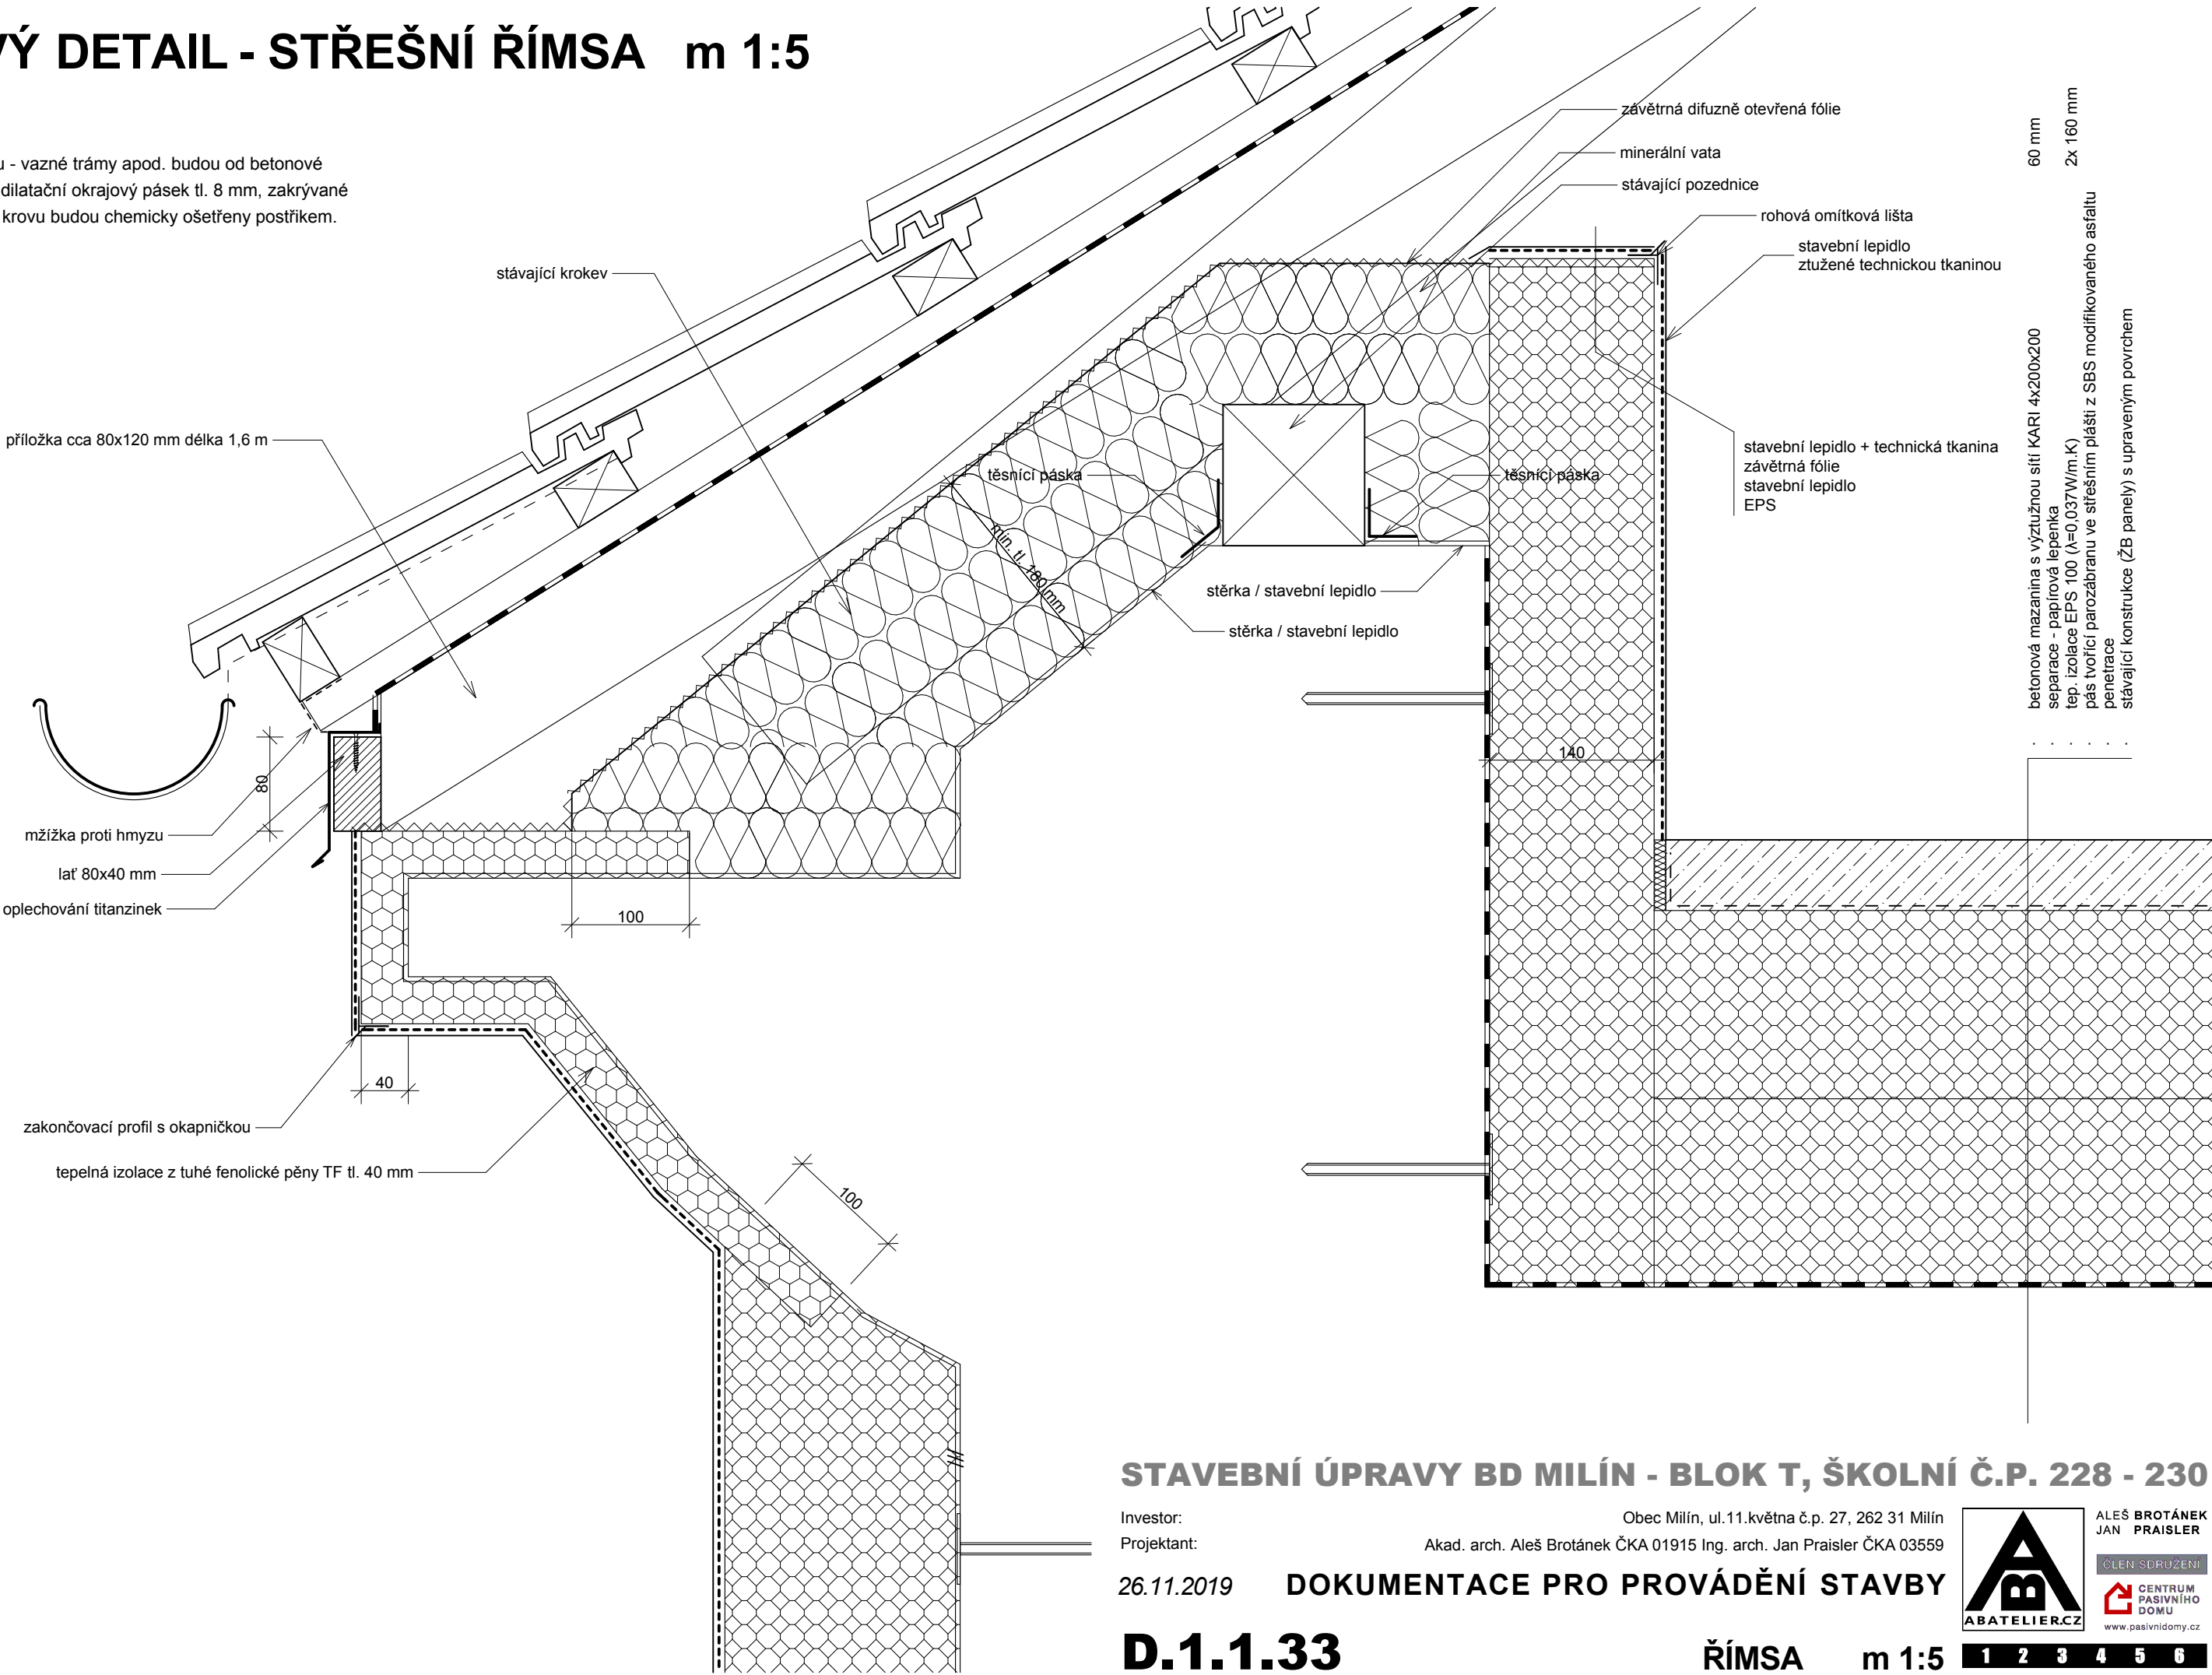 VÝ DETAIL - STŘEŠNÍ ŘÍMSA m 1:5
u - vazné trámy apod. budou od betonové
dilatační okrajový pásek tl. 8 mm, zakrývané
krovu budou chemicky ošetřeny postřikem.
závětrná difuzně otevřená fólie
minerální vata
stávající pozednice
rohová omítková lišta
stavební lepidlo
ztužené technickou tkaninou
stávající krokev
příložka cca 80x120 mm délka 1,6 m
těsnící páska
těsnící páska
min. tl. 180 mm
stavební lepidlo + technická tkanina
závětrná fólie
stavební lepidlo
EPS
stěrka / stavební lepidlo
stěrka / stavební lepidlo
betonová mazanina s výztužnou sítí KARI 4x200x200 60 mm
separace - papírová lepenka
tep. izolace EPS 100 (λ=0,037W/m.K) 2x 160 mm
pás tvořící parozábranu ve střešním plášti z SBS modifikovaného asfaltu
penetrace
stávající konstrukce (ŽB panely) s upraveným povrchem
80
140
mžížka proti hmyzu
lať 80x40 mm
oplechování titanzinek
100
40
zakončovací profil s okapničkou
tepelná izolace z tuhé fenolické pěny TF tl. 40 mm
100
STAVEBNÍ ÚPRAVY BD MILÍN - BLOK T, ŠKOLNÍ Č.P. 228 - 230
Investor: Obec Milín, ul.11.května č.p. 27, 262 31 Milín
Projektant: Akad. arch. Aleš Brotánek ČKA 01915 Ing. arch. Jan Praisler ČKA 03559
26.11.2019 DOKUMENTACE PRO PROVÁDĚNÍ STAVBY
D.1.1.33 ŘÍMSA m 1:5
ABATELIER.CZ
ALEŠ BROTÁNEK
JAN PRAISLER
ČLEN SDRUŽENÍ
CENTRUM
PASIVNÍHO
DOMU
www.pasivnidomy.cz
1 2 3 4 5 6